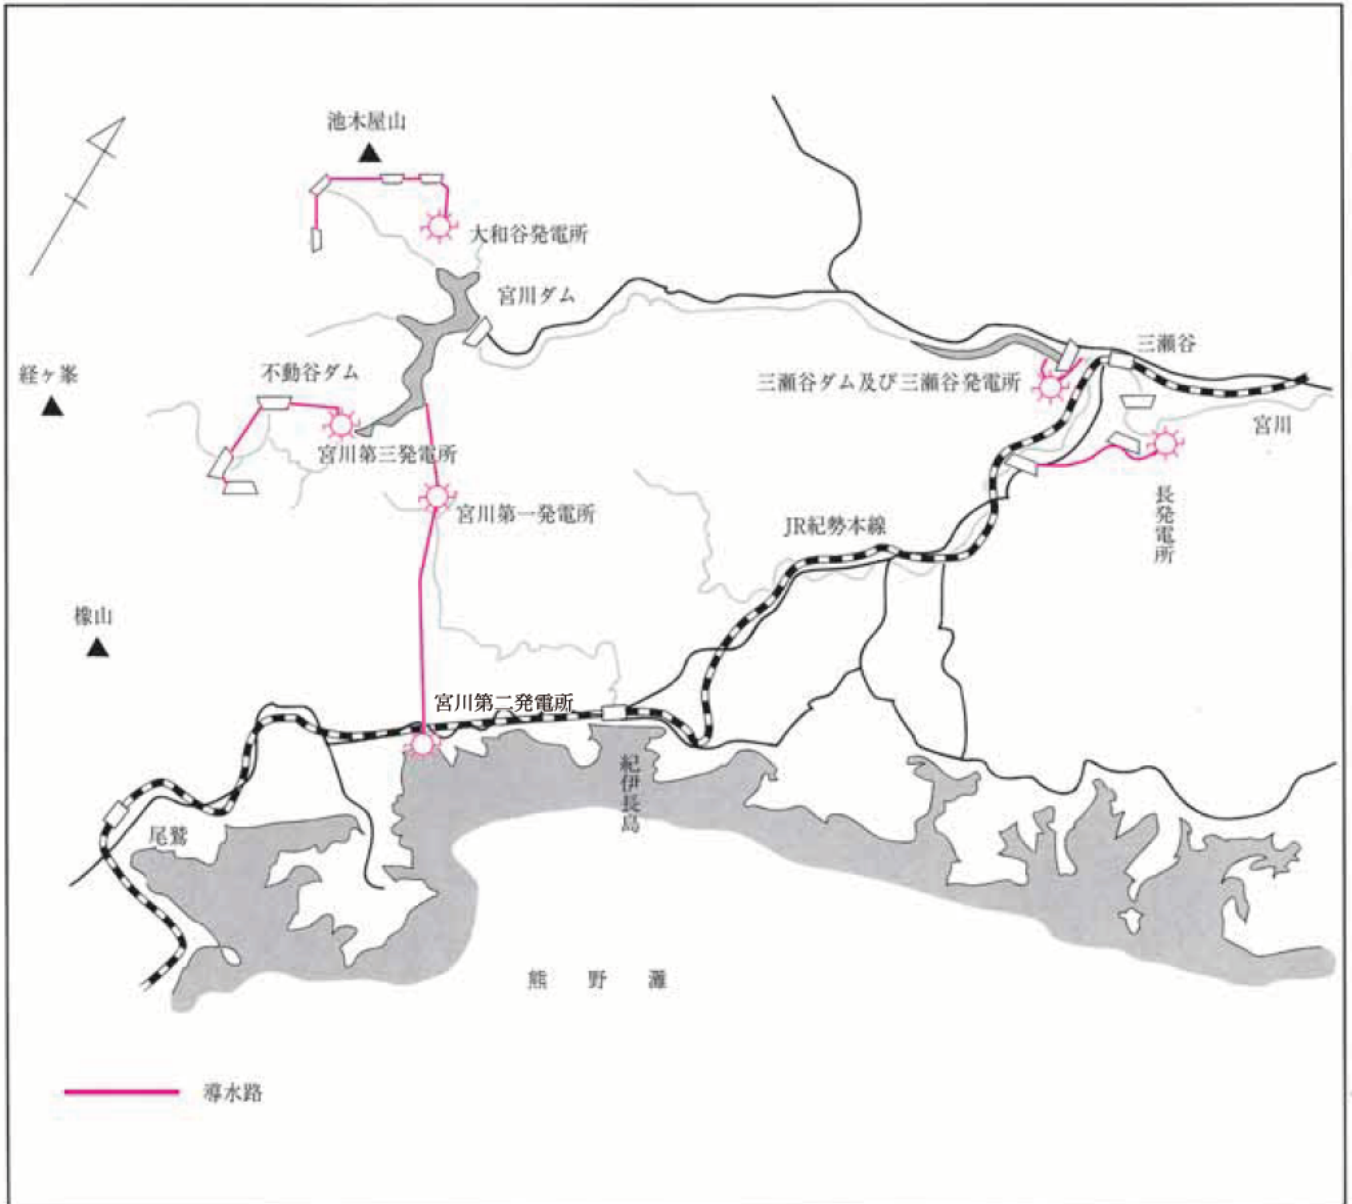 池木屋山
大和谷発電所
宮川ダム
三瀬谷
経ヶ峯
不動谷ダム
三瀬谷ダム及び三瀬谷発電所
宮川
宮川第三発電所
宮川第一発電所
長発電所
JR紀勢本線
橡山
宮川第二発電所
紀伊長島
尾鷲
熊野灘
導水路